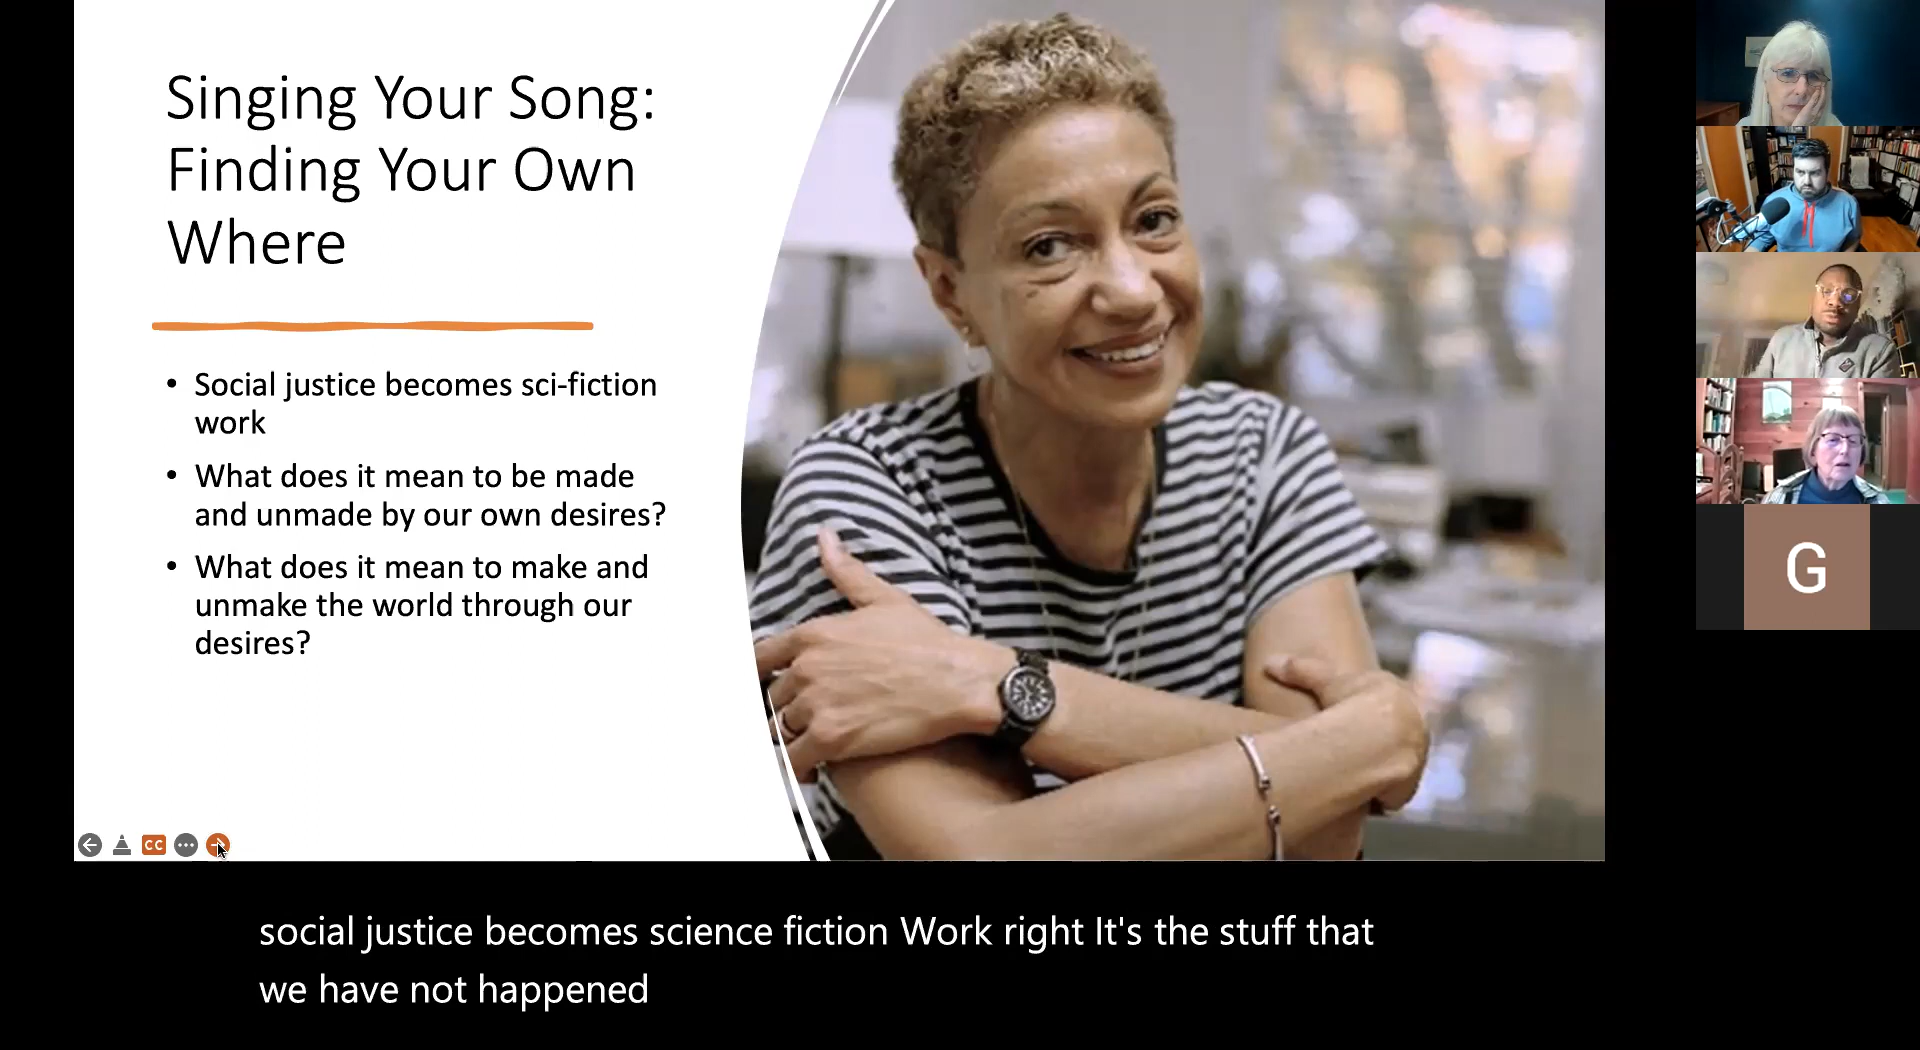 Singing Your Song:
Finding Your Own
Where
• Social justice becomes sci-fiction
work
• What does it mean to be made
and unmade by our own desires?
• What does it mean to make and
unmake the world through our
desires?
CC
G
social justice becomes science fiction Work right It's the stuff that
we have not happened